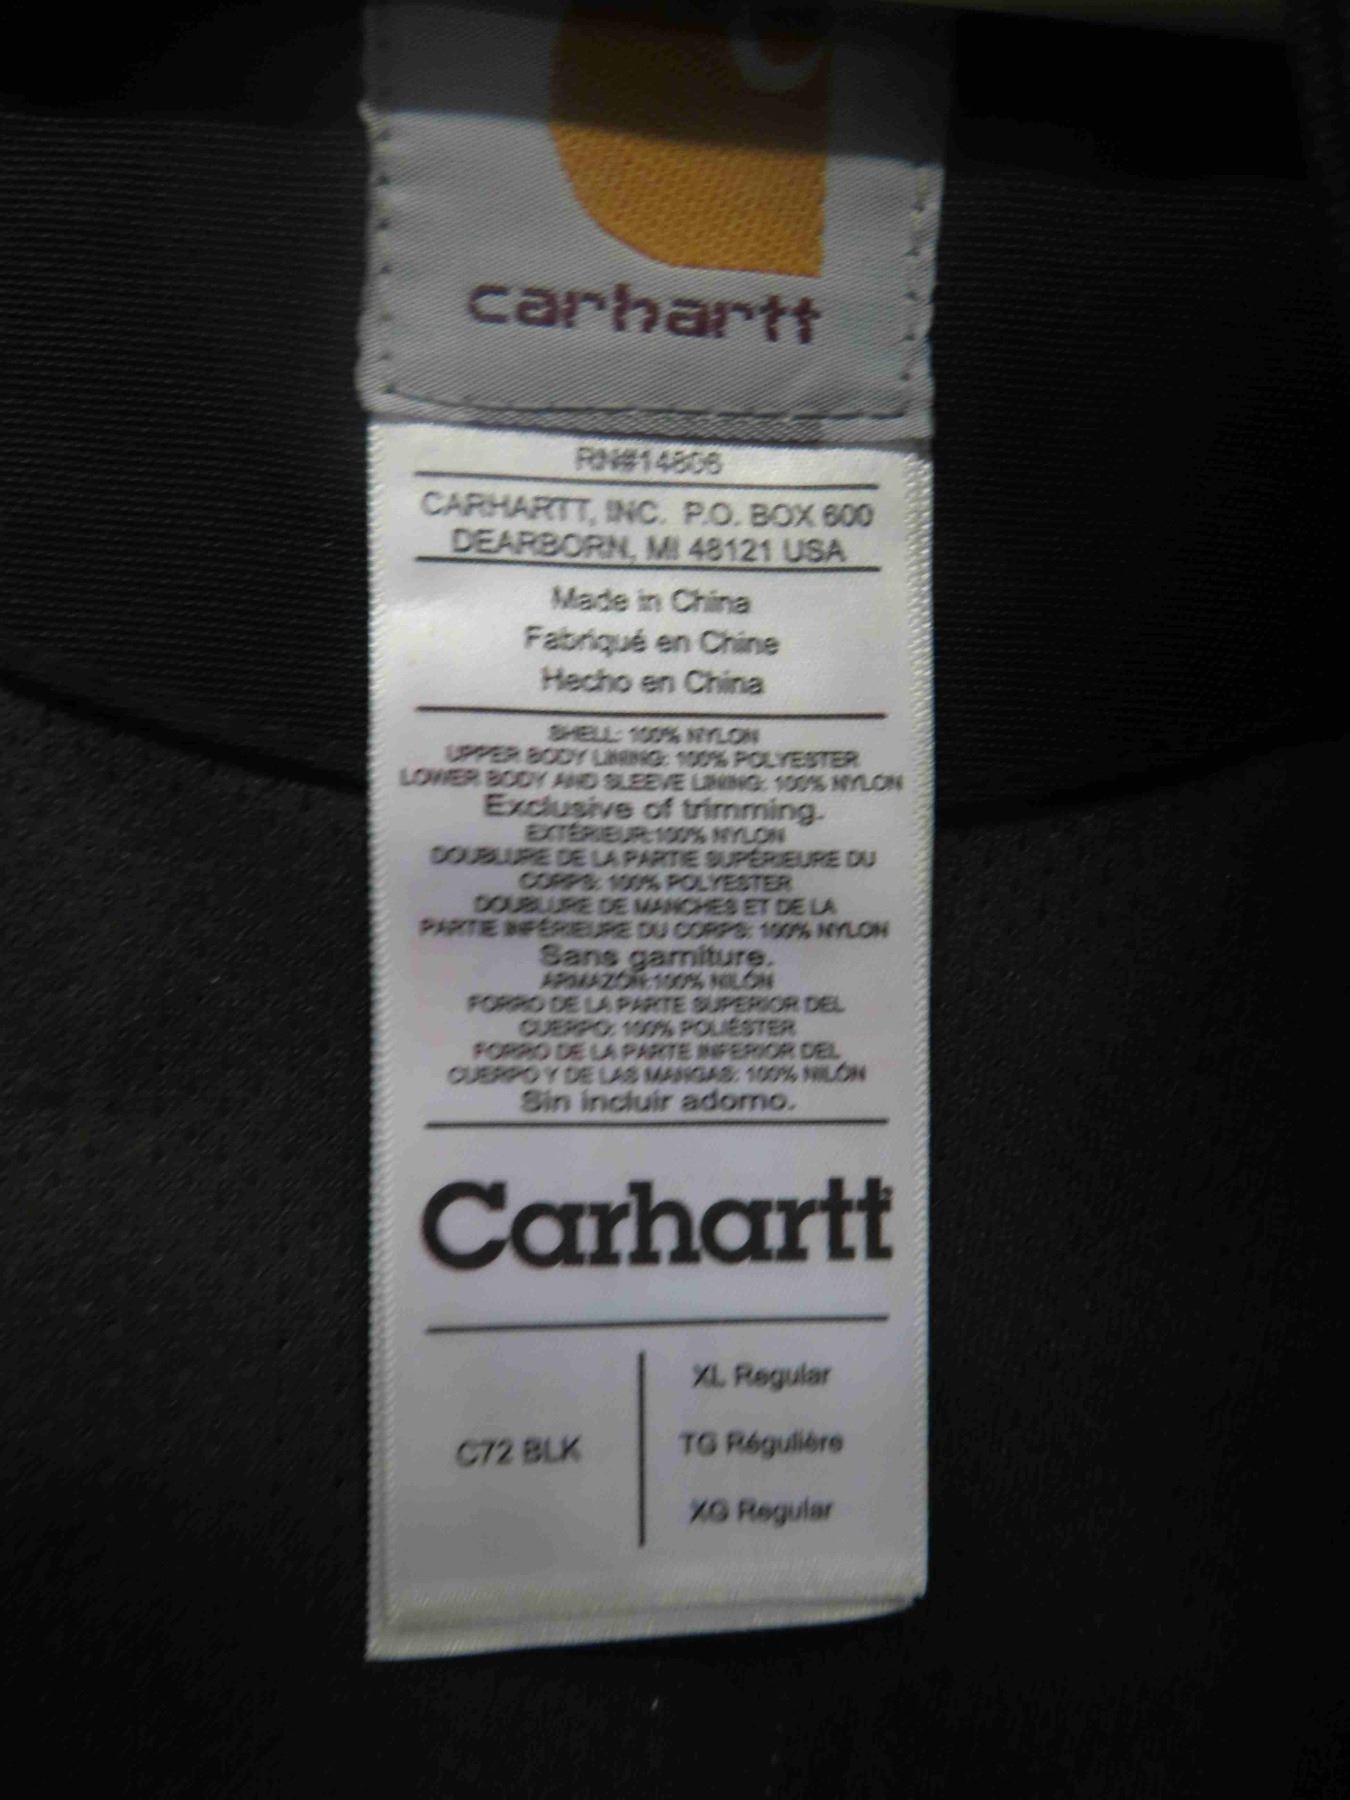 carhartt
RN#14806
CARHARTT, INC. P.O. BOX 600
DEARBORN, MI 48121 USA
Made in China
Fabriqué en Chine
Hecho en China
SHELL: 100% NYLON
UPPER BODY LINING: 100% POLYESTER
LOWER BODY AND SLEEVE LINING: 100% NYLON
Exclusive of trimming.
EXTÉRIEUR:100% NYLON
DOUBLURE DE LA PARTIE SUPÉRIEURE DU
CORPS: 100% POLYESTER
DOUBLURE DE MANCHES ET DE LA
PARTIE INFÉRIEURE DU CORPS: 100% NYLON
Sans garniture.
ARMAZÓN:100% NILÓN
FORRO DE LA PARTE SUPERIOR DEL
CUERPO: 100% POLIÉSTER
FORRO DE LA PARTE INFERIOR DEL
CUERPO Y DE LAS MANGAS: 100% NILÓN
Sin incluir adorno.
Carhartt
XL Regular
C72 BLK TG Régulière
XG Regular